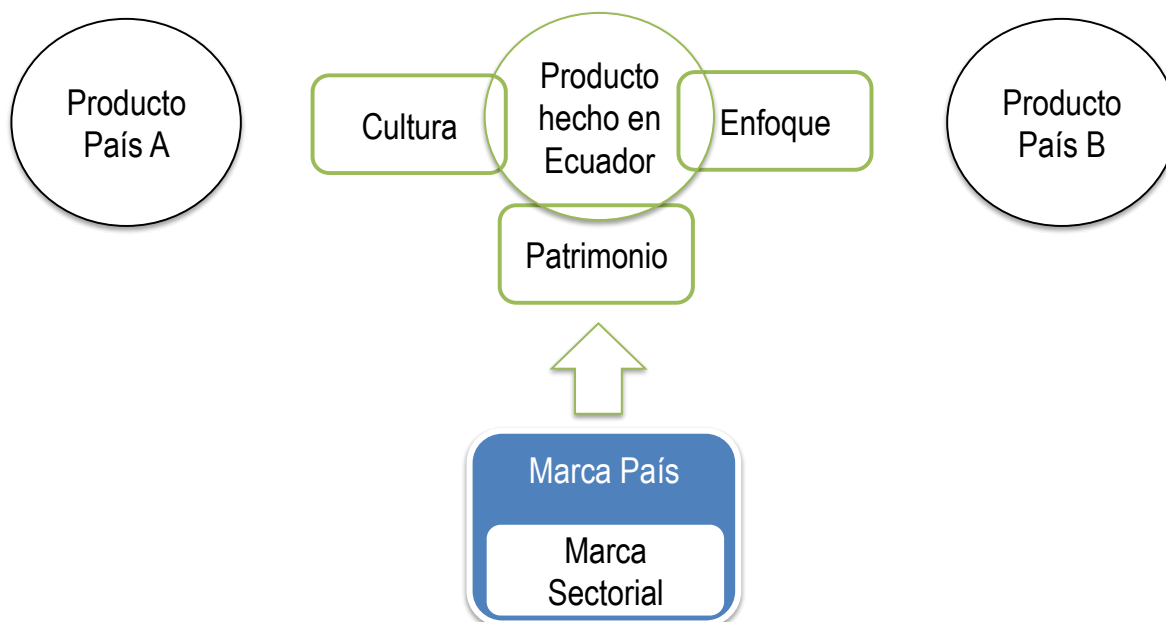 Producto
País A
Cultura
Producto
hecho en
Ecuador
Enfoque
Producto
País B
Patrimonio
Marca País
Marca
Sectorial